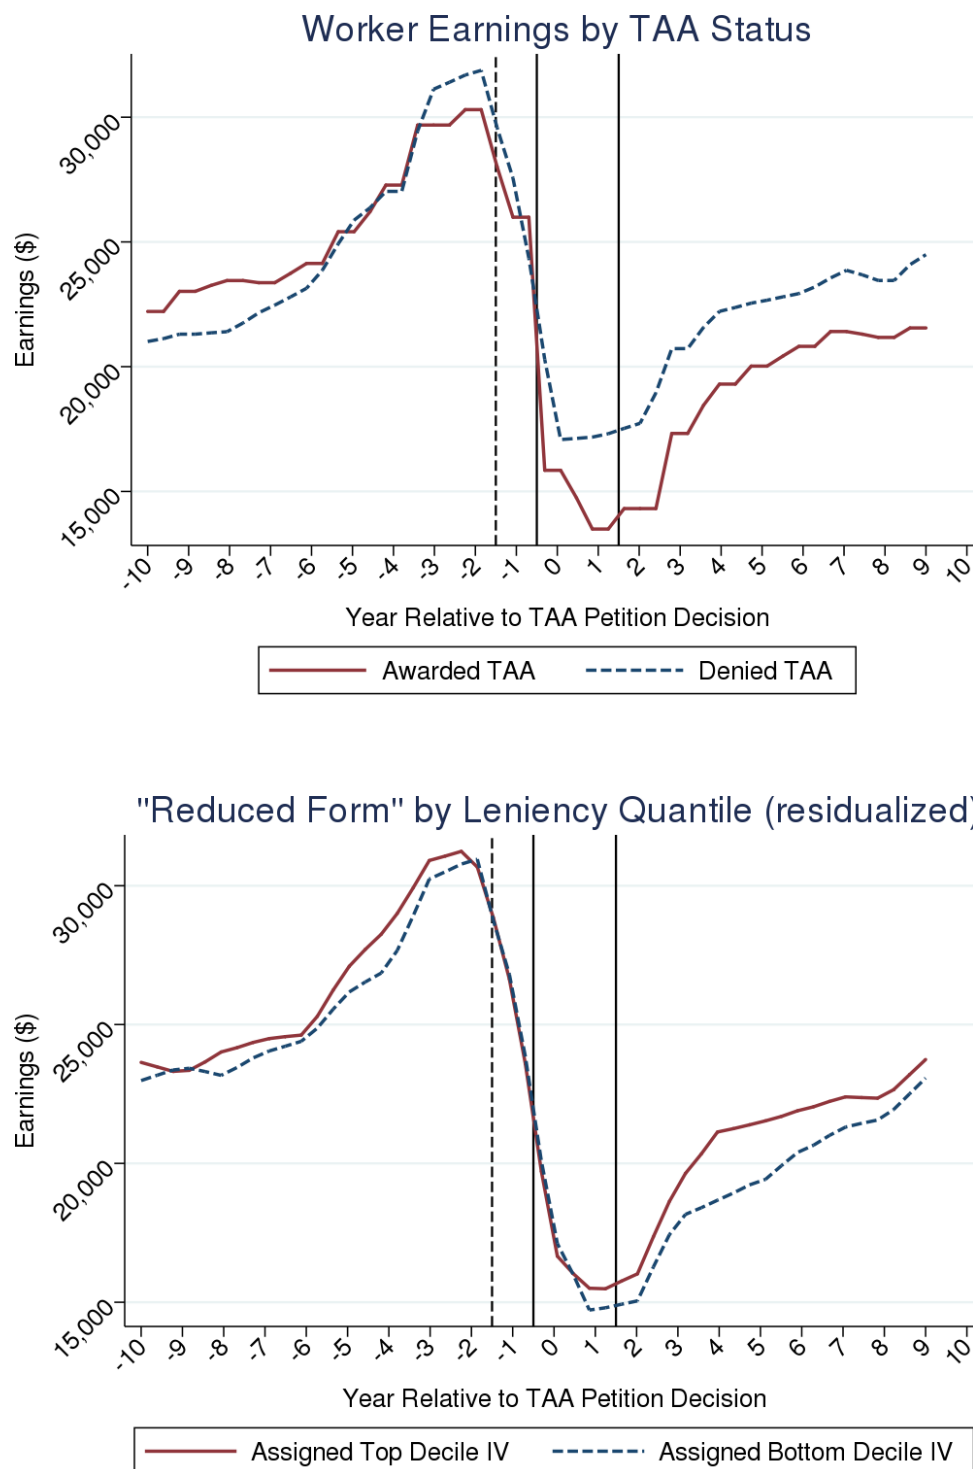 Worker Earnings by TAA Status
Earnings ($)
30,000
25,000
20,000
15,000
-10 -9 -8 -7 -6 -5 -4 -3 -2 -1 0 1 2 3 4 5 6 7 8 9 10
Year Relative to TAA Petition Decision
Awarded TAA Denied TAA
"Reduced Form" by Leniency Quantile (residualized)
Earnings ($)
30,000
25,000
20,000
15,000
-10 -9 -8 -7 -6 -5 -4 -3 -2 -1 0 1 2 3 4 5 6 7 8 9 10
Year Relative to TAA Petition Decision
Assigned Top Decile IV Assigned Bottom Decile IV